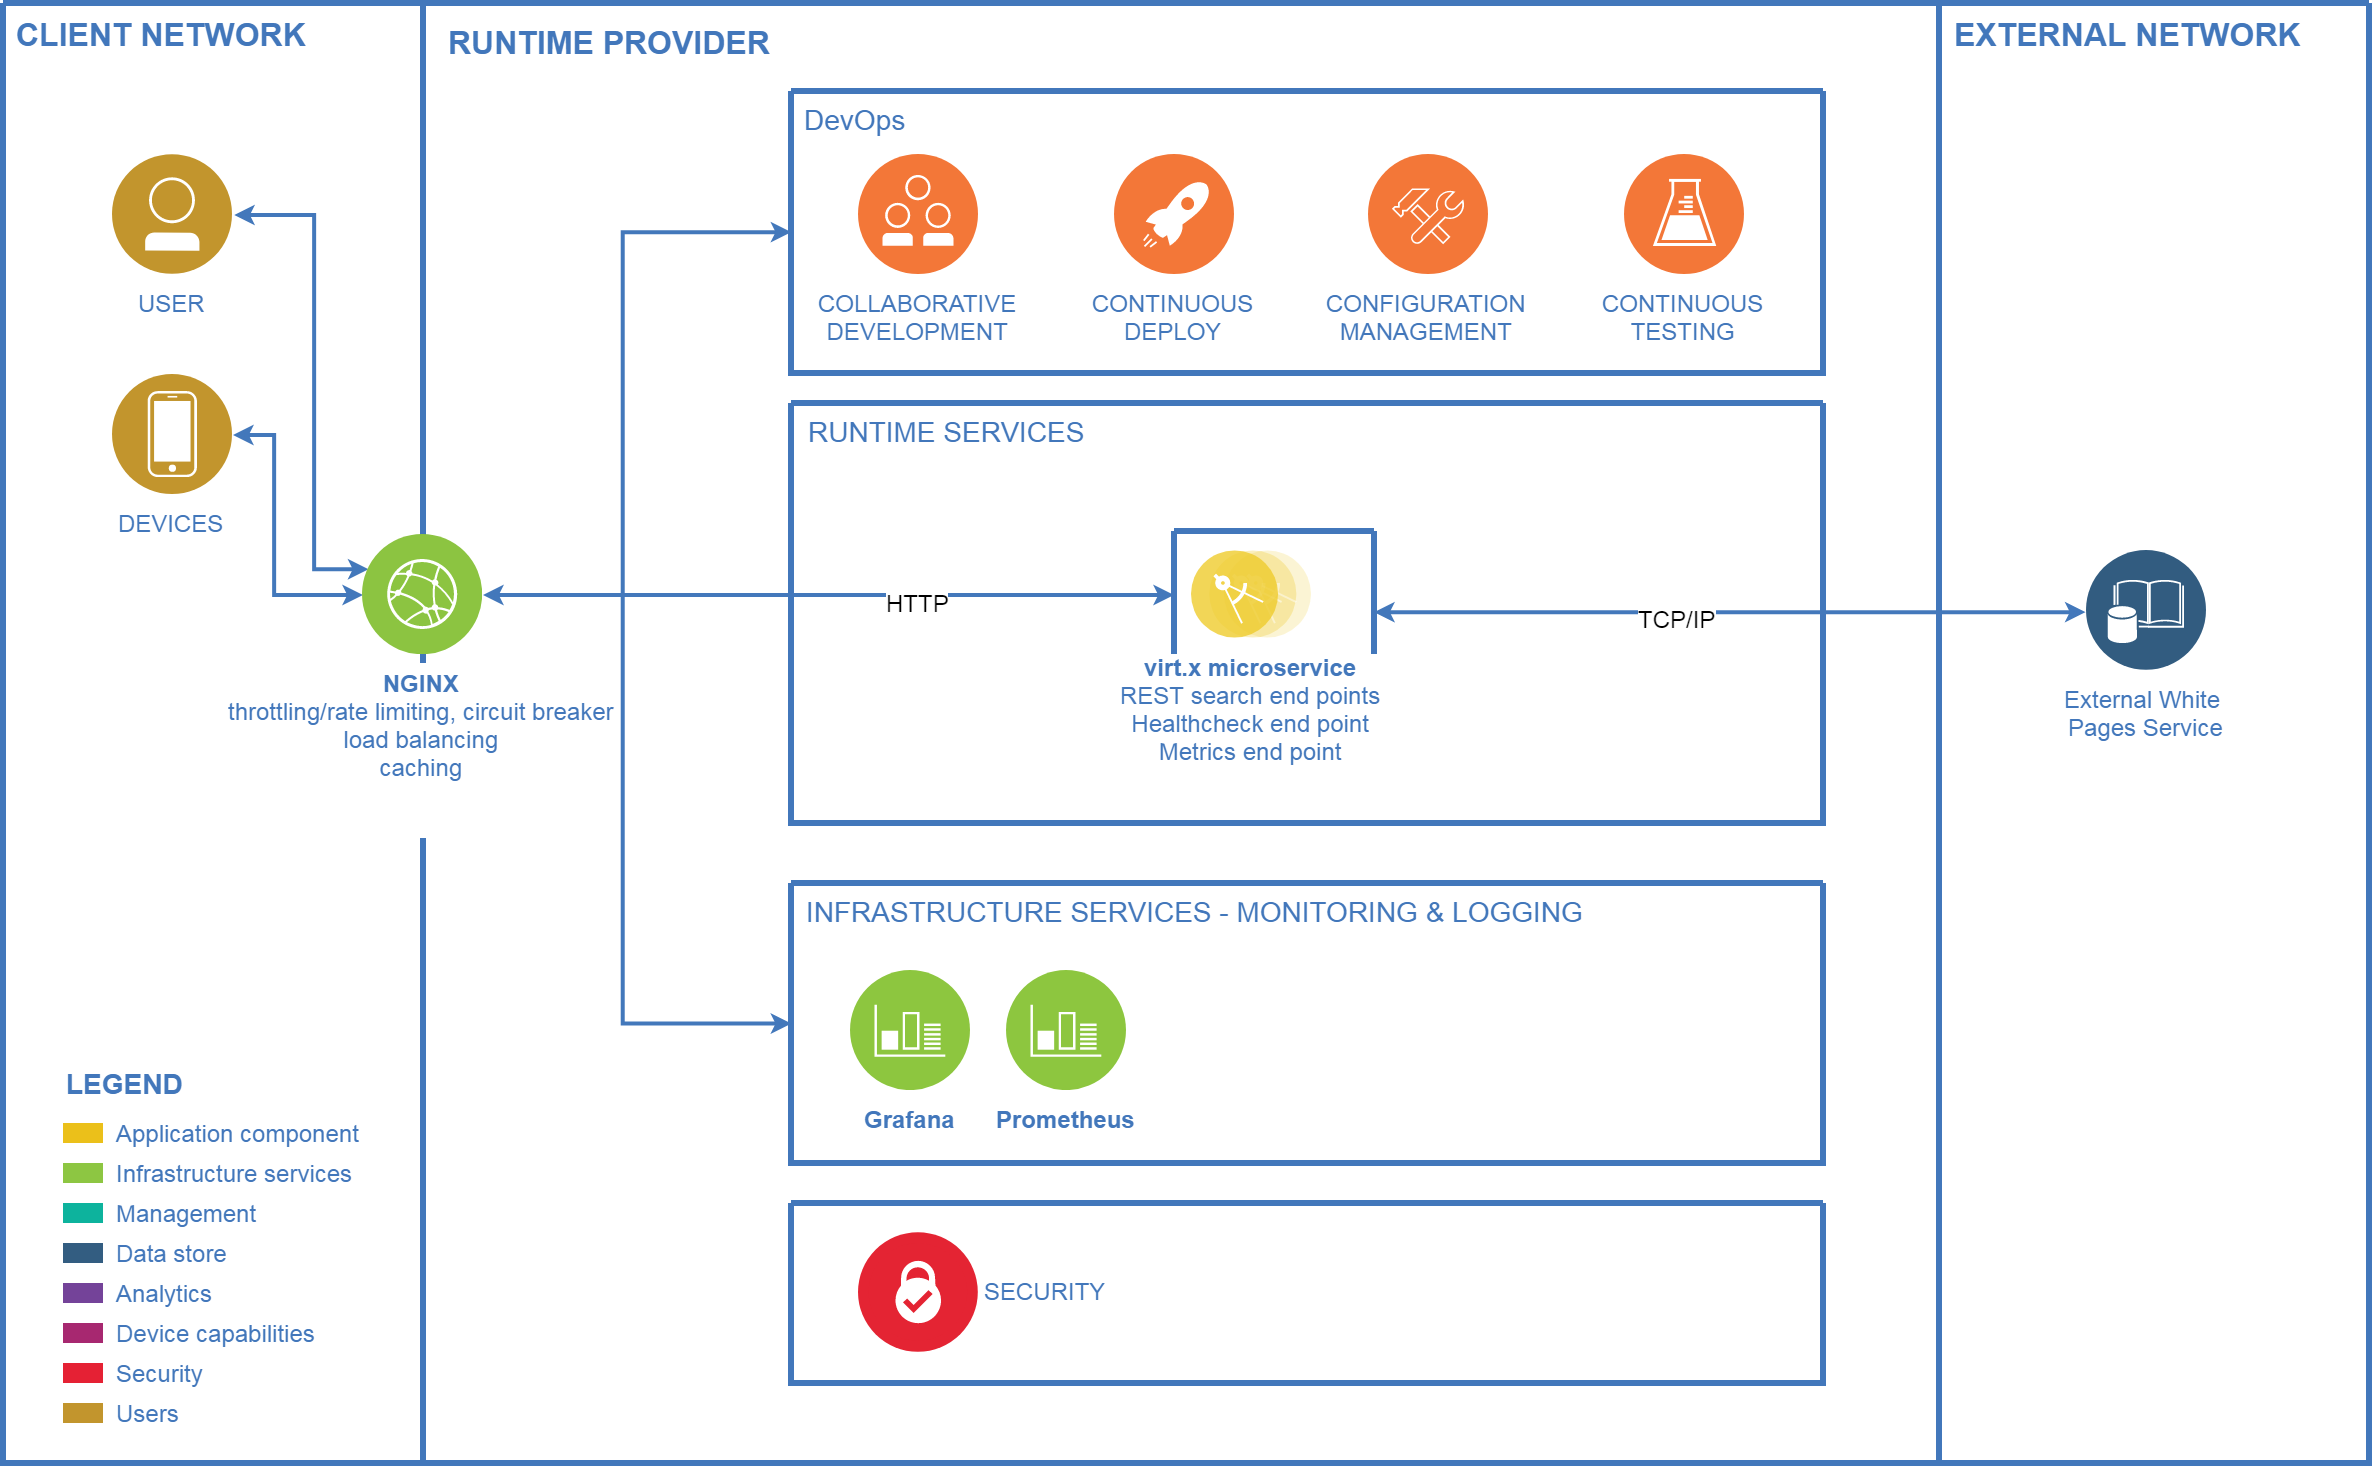 CLIENT NETWORK
RUNTIME PROVIDER
EXTERNAL NETWORK
DevOps
COLLABORATIVE
DEVELOPMENT
CONTINUOUS
DEPLOY
CONFIGURATION
MANAGEMENT
CONTINUOUS
TESTING
USER
DEVICES
RUNTIME SERVICES
HTTP
TCP/IP
NGINX
throttling/rate limiting, circuit breaker
load balancing
caching
virt.x microservice
REST search end points
Healthcheck end point
Metrics end point
External White
Pages Service
INFRASTRUCTURE SERVICES - MONITORING & LOGGING
Grafana
Prometheus
SECURITY
LEGEND
Application component
Infrastructure services
Management
Data store
Analytics
Device capabilities
Security
Users